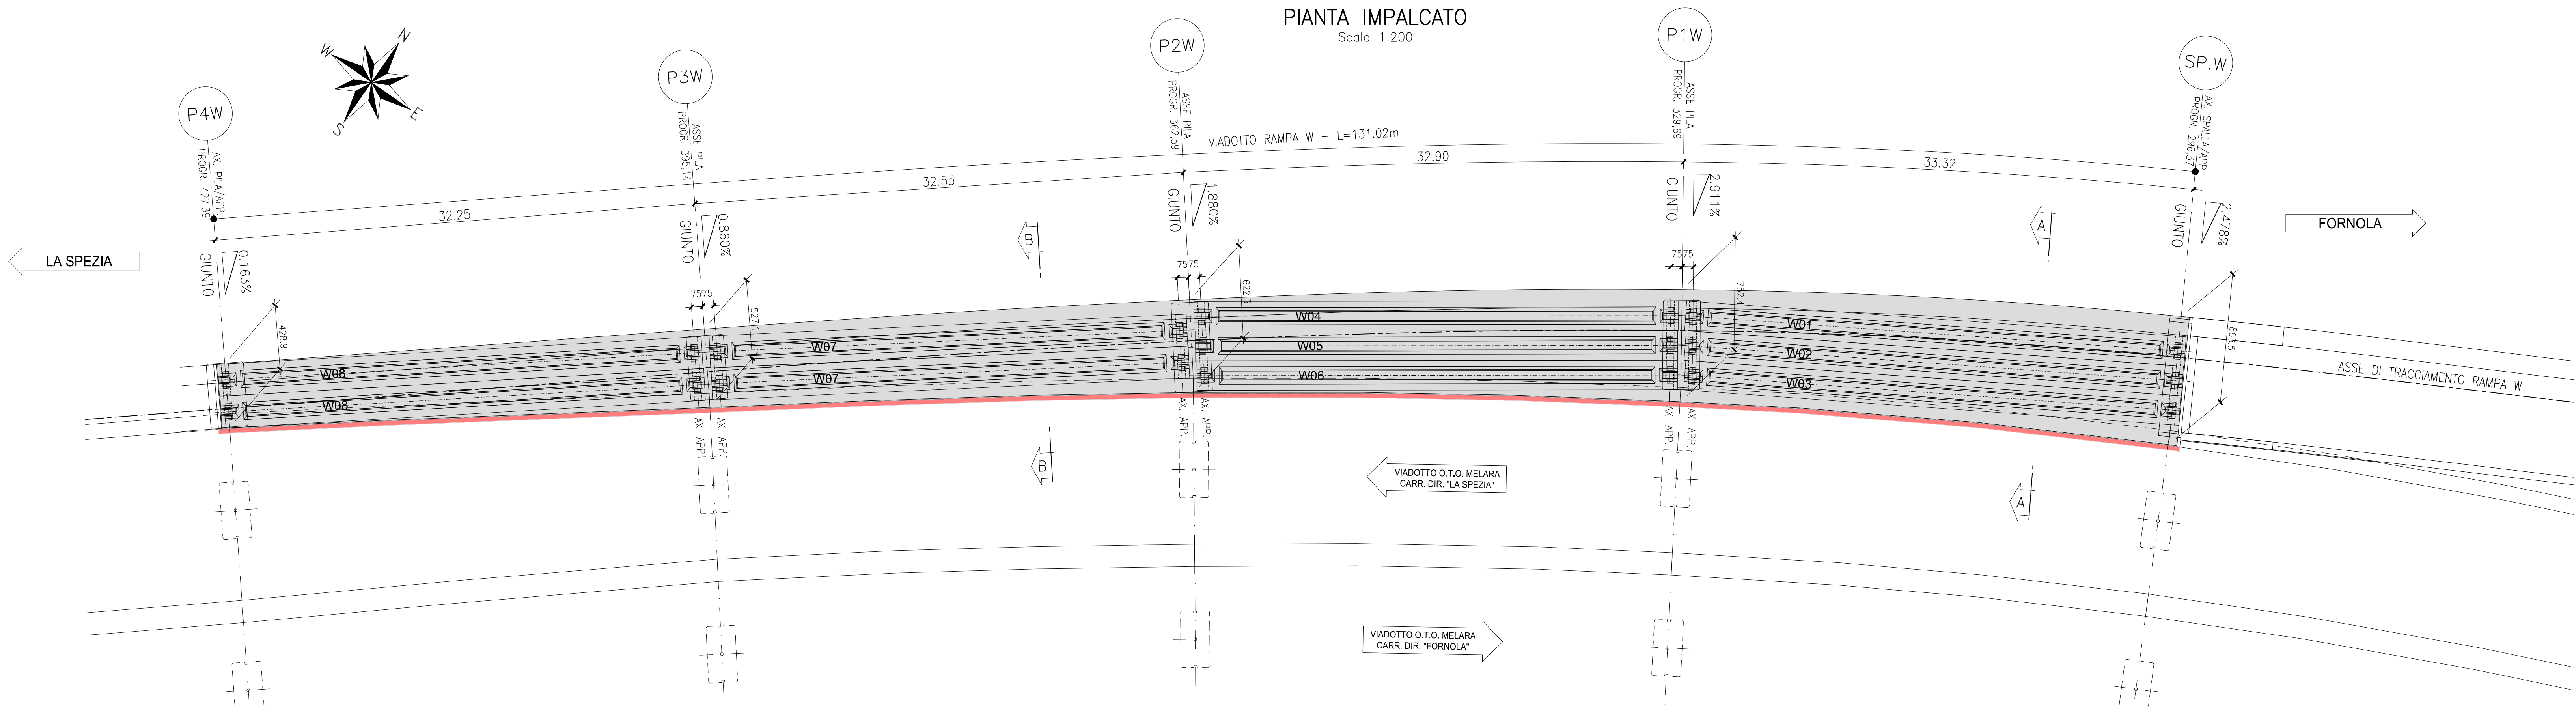 PIANTA IMPALCATO
Scala 1:200
P4W
P3W
P2W
P1W
SP.W
N
W
E
S
AX. PILA/APP.
PROGR. 427.39
ASSE PILA
PROGR. 395,14
ASSE PILA
PROGR. 362,59
ASSE PILA
PROGR. 329,69
AX. SPALLA/APP.
PROGR. 296,37
VIADOTTO RAMPA W - L=131.02m
32.25
32.55
32.90
33.32
GIUNTO
0.163%
GIUNTO
0.860%
GIUNTO
1.880%
GIUNTO
2.911%
GIUNTO
2.478%
LA SPEZIA
FORNOLA
B
A
75 75
75 75
75 75
428.9
527.1
622.3
752.4
863.5
W08
W07
W04
W01
W05
W02
W08
W07
W06
W03
ASSE DI TRACCIAMENTO RAMPA W
AX. APP.
AX. APP.
AX. APP.
AX. APP.
AX. APP.
AX. APP.
B
A
VIADOTTO O.T.O. MELARA
CARR. DIR. "LA SPEZIA"
VIADOTTO O.T.O. MELARA
CARR. DIR. "FORNOLA"